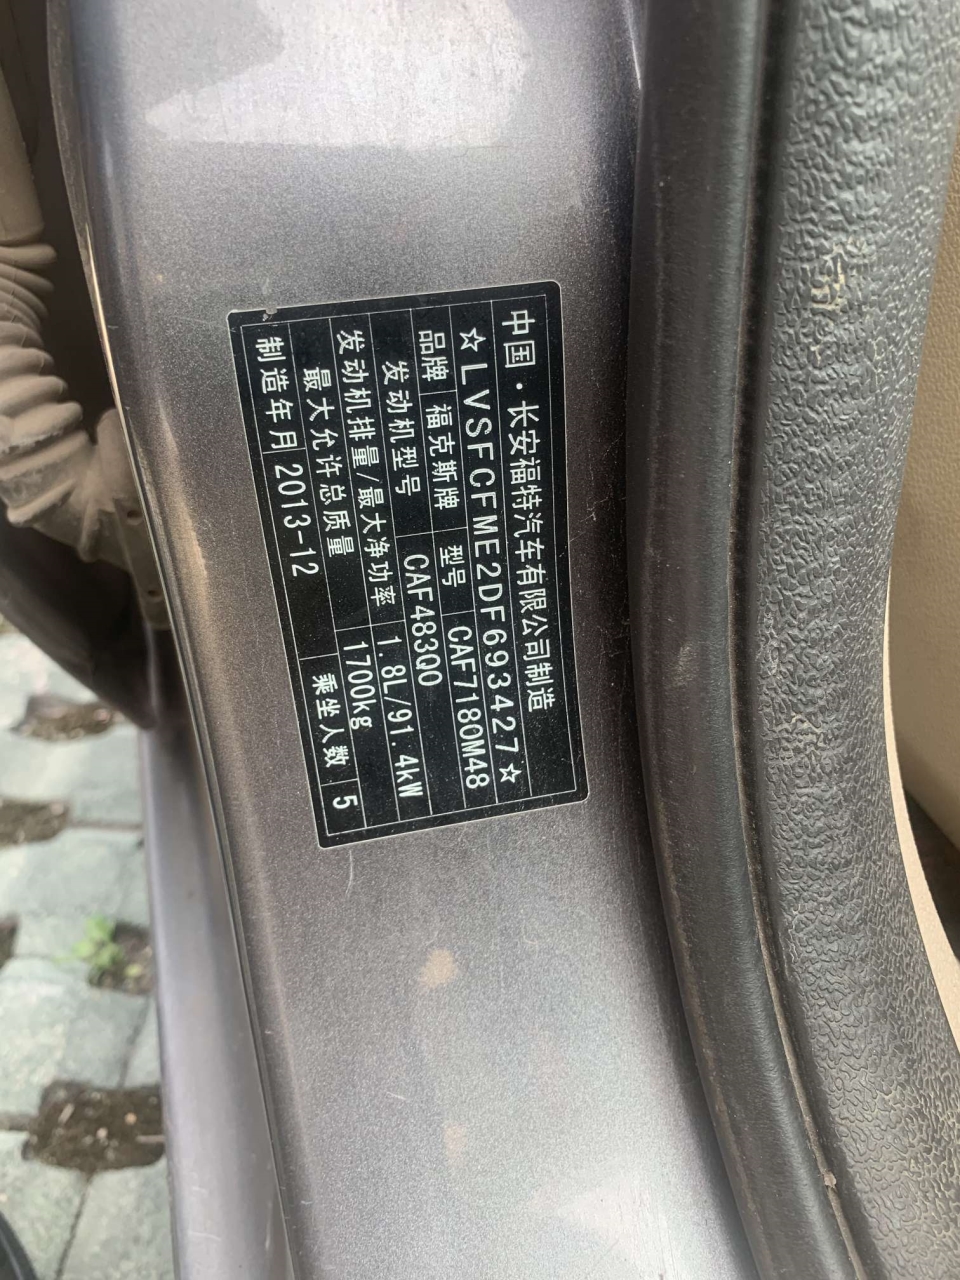 中国·长安福特汽车有限公司制造
☆LVSFCFME2DF693427☆
品牌 福克斯牌 型号 CAF7180M48
发动机型号 CAF483Q0
发动机排量/最大净功率 1.8L/91.4kW
最大允许总质量 1700kg
制造年月 2013-12 乘坐人数 5